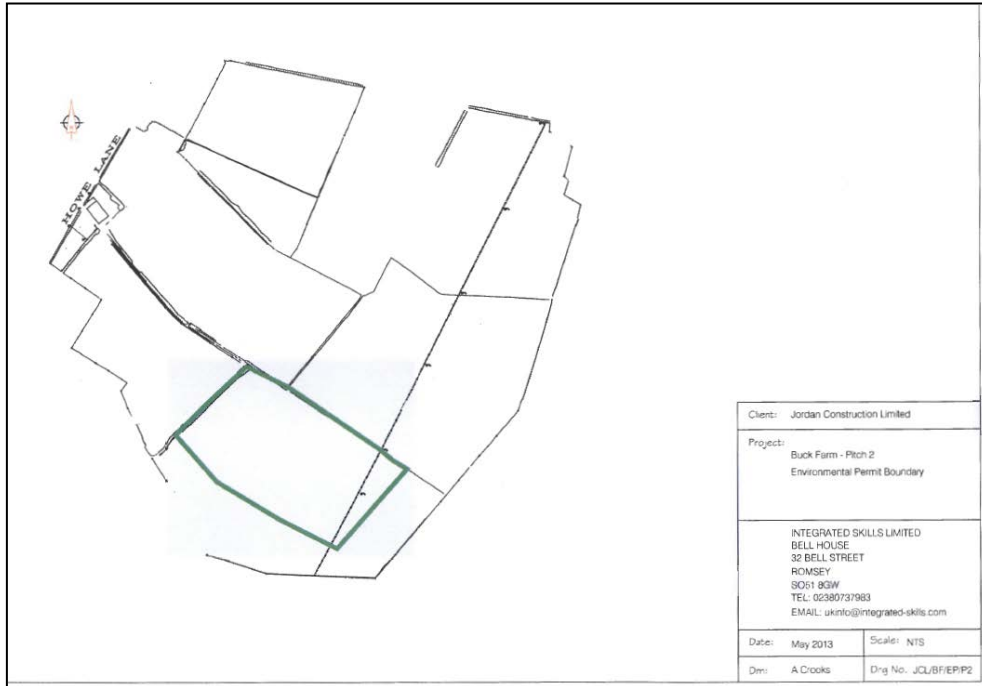 HOWE LANE
Client: Jordan Construction Limited
Project:
Buck Farm - Pitch 2
Environmental Permit Boundary
INTEGRATED SKILLS LIMITED
BELL HOUSE
32 BELL STREET
ROMSEY
SO51 8GW
TEL: 02380737983
EMAIL: ukinfo@integrated-skills.com
Date: May 2013 Scale: NTS
Drn: A Crooks Drg No. JCL/BF/EP/P2